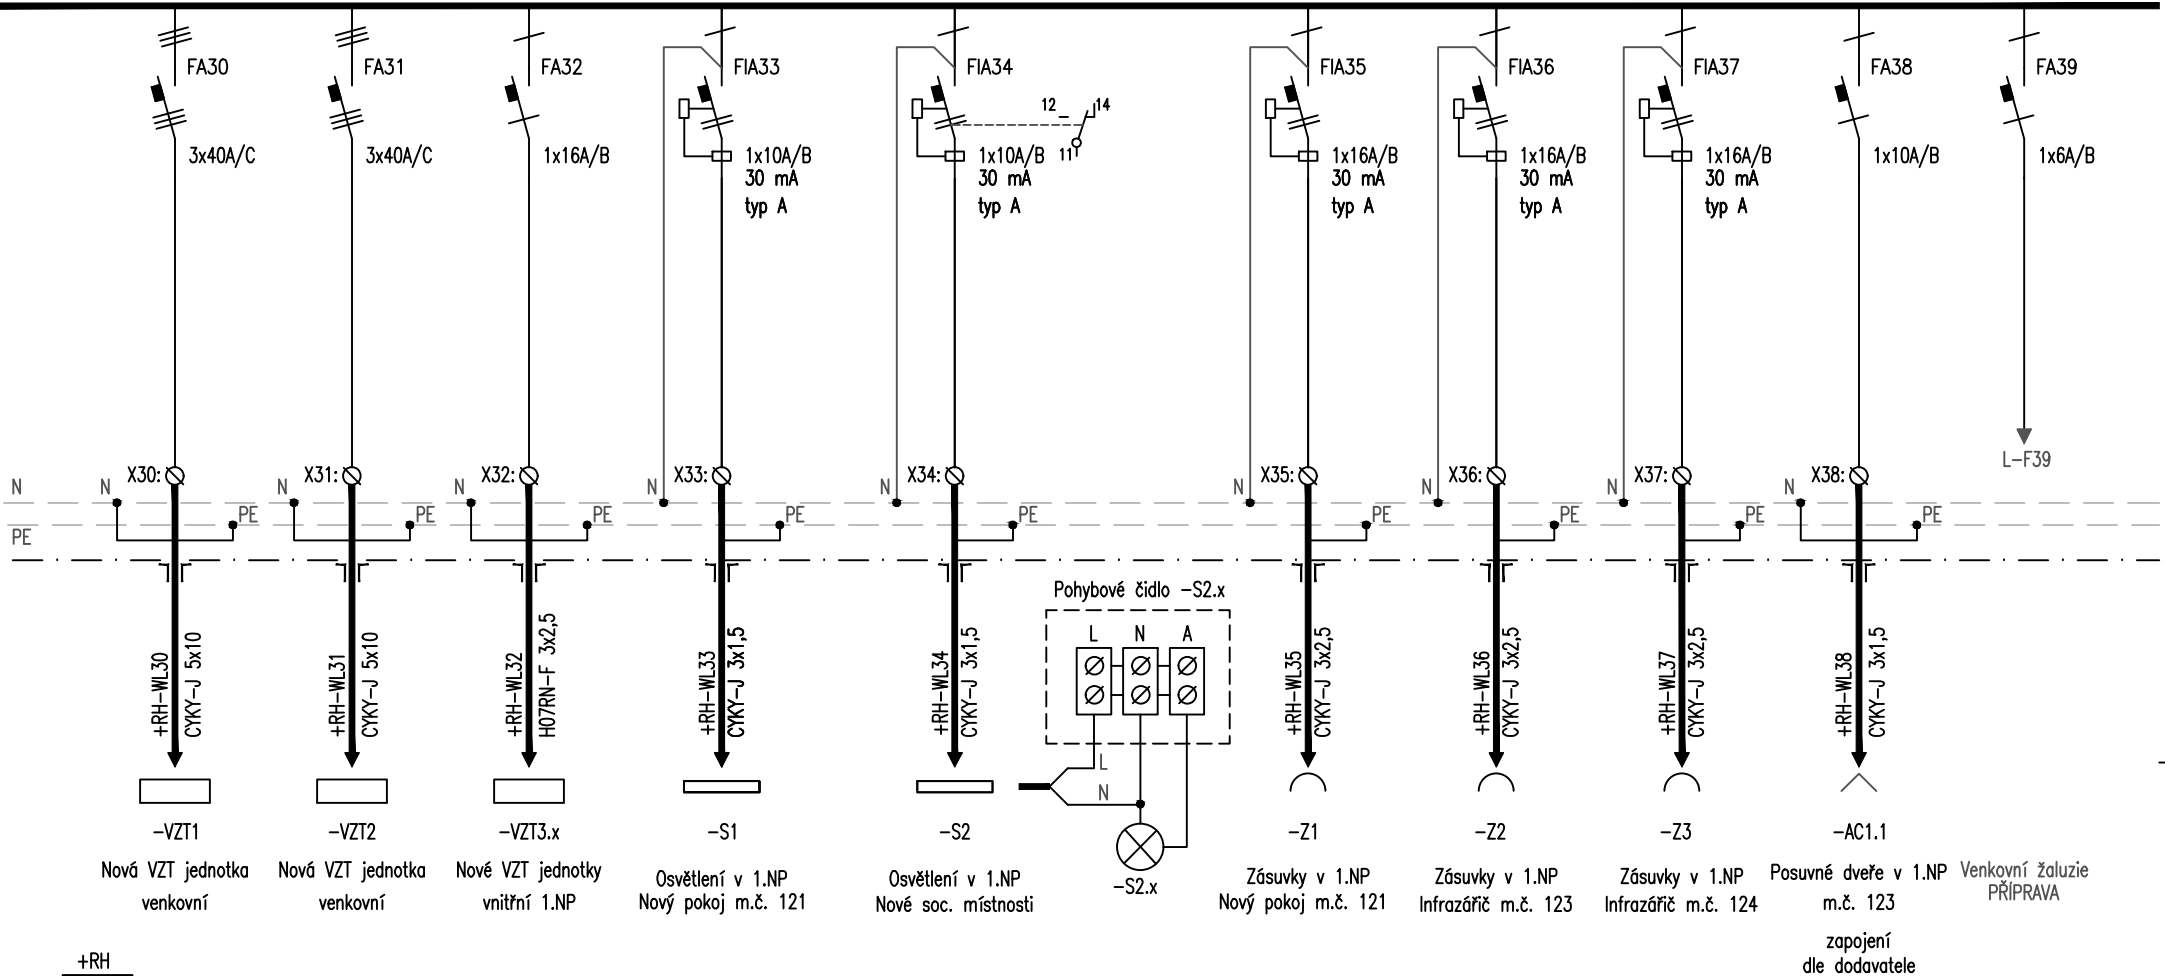 FA30
FA31
FA32
FIA33
FIA34
FIA35
FIA36
FIA37
FA38
FA39
12
14
11
3x40A/C
3x40A/C
1x16A/B
1x10A/B
30 mA
typ A
1x10A/B
30 mA
typ A
1x16A/B
30 mA
typ A
1x16A/B
30 mA
typ A
1x16A/B
30 mA
typ A
1x10A/B
1x6A/B
L-F39
X30:
X31:
X32:
X33:
X34:
X35:
X36:
X37:
X38:
N
N
N
N
N
N
N
N
N
N
PE
PE
PE
PE
PE
PE
PE
PE
PE
PE
+RH-WL30
CYKY-J 5x10
+RH-WL31
CYKY-J 5x10
+RH-WL32
H07RN-F 3x2,5
+RH-WL33
CYKY-J 3x1,5
+RH-WL34
CYKY-J 3x1,5
Pohybové čidlo -S2.x
L N A
L
N
-S2.x
+RH-WL35
CYKY-J 3x2,5
+RH-WL36
CYKY-J 3x2,5
+RH-WL37
CYKY-J 3x2,5
+RH-WL38
CYKY-J 3x1,5
-VZT1
Nová VZT jednotka
venkovní
-VZT2
Nová VZT jednotka
venkovní
-VZT3.x
Nové VZT jednotky
vnitřní 1.NP
-S1
Osvětlení v 1.NP
Nový pokoj m.č. 121
-S2
Osvětlení v 1.NP
Nové soc. místnosti
-Z1
Zásuvky v 1.NP
Nový pokoj m.č. 121
-Z2
Zásuvky v 1.NP
Infrazářič m.č. 123
-Z3
Zásuvky v 1.NP
Infrazářič m.č. 124
-AC1.1
Posuvné dveře v 1.NP
m.č. 123
zapojení
dle dodavatele
Venkovní žaluzie
PŘÍPRAVA
+RH